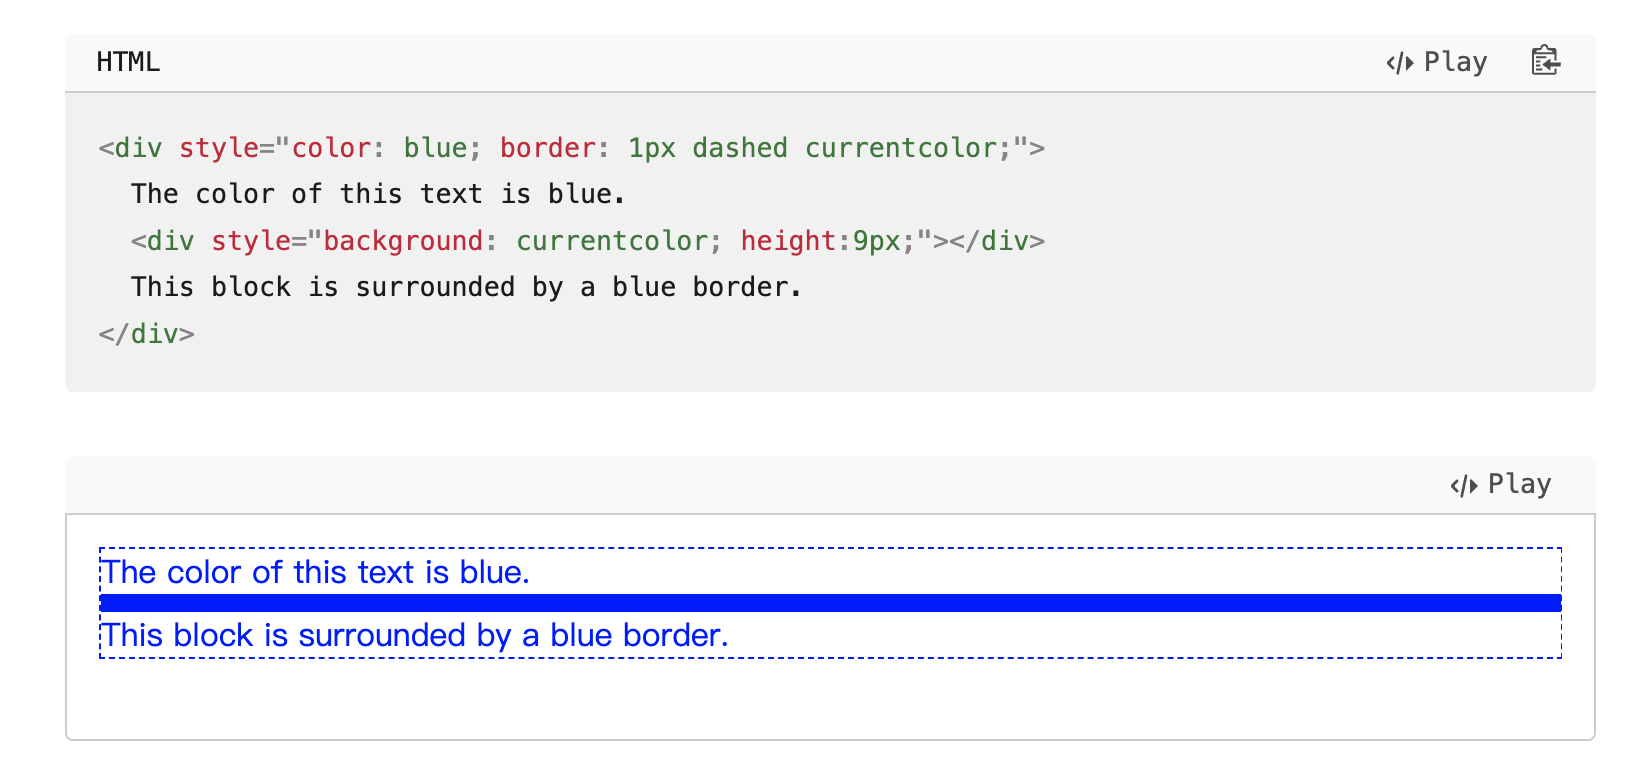 HTML
Play
<div style="color: blue; border: 1px dashed currentcolor;">
  The color of this text is blue.
  <div style="background: currentcolor; height:9px;"></div>
  This block is surrounded by a blue border.
</div>
Play
The color of this text is blue.
This block is surrounded by a blue border.